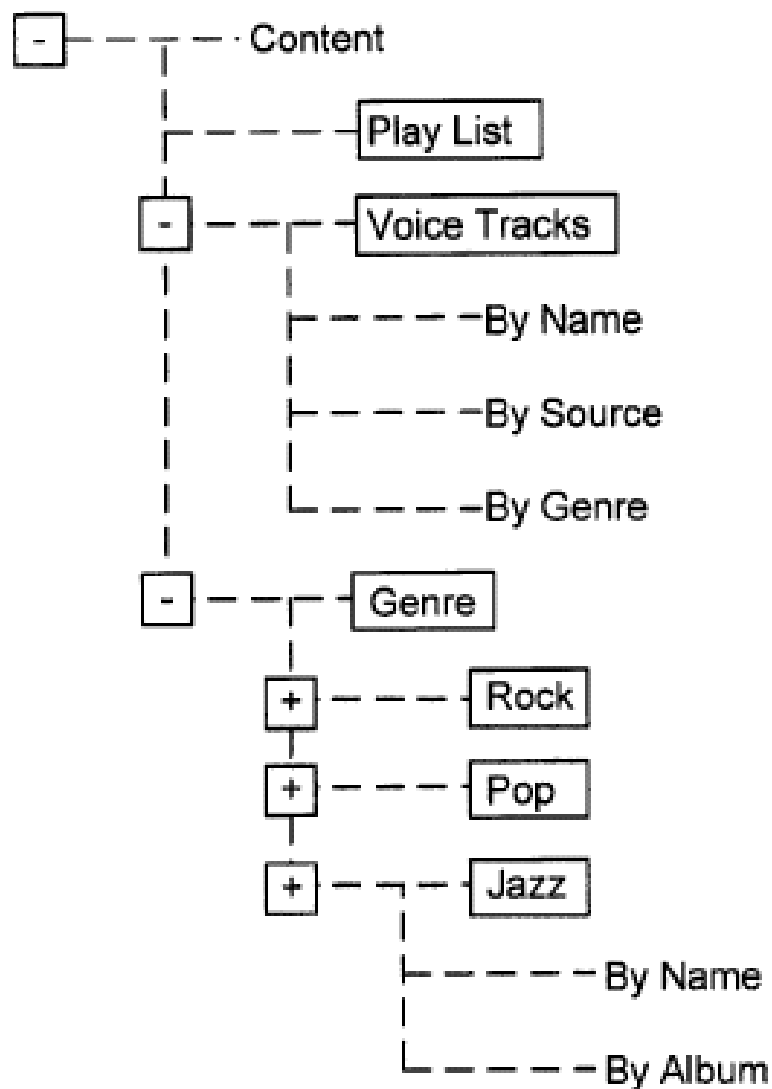 - Content
Play List
- Voice Tracks
By Name
By Source
By Genre
- Genre
+ Rock
+ Pop
+ Jazz
By Name
By Album